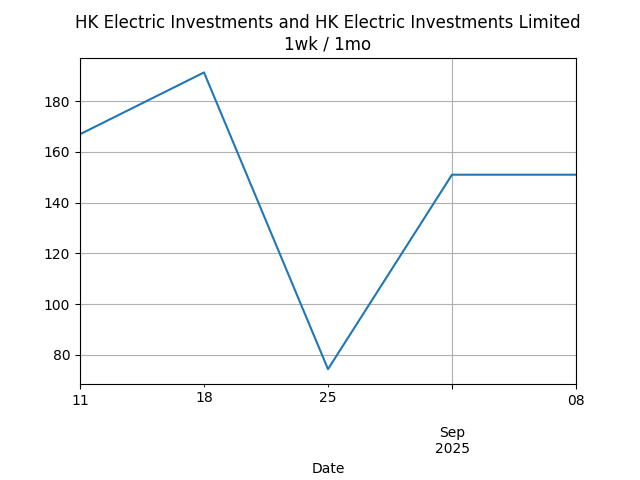 HK Electric Investments and HK Electric Investments Limited
1wk / 1mo
180
160
140
120
100
80
11
18
25
08
Sep
2025
Date